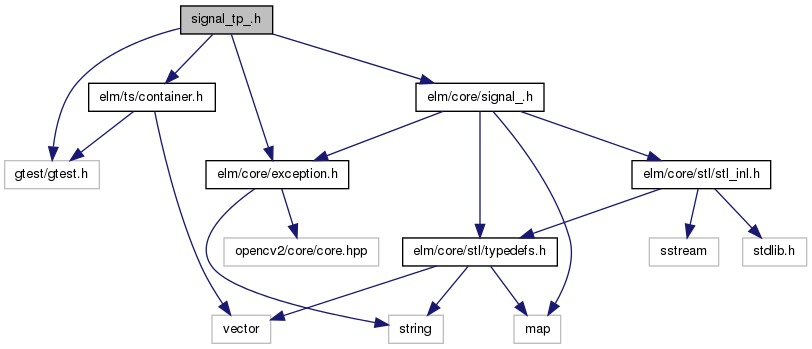 signal_tp_.h
elm/ts/container.h
elm/core/signal_.h
gtest/gtest.h
elm/core/exception.h
elm/core/stl/stl_inl.h
opencv2/core/core.hpp
elm/core/stl/typedefs.h
sstream
stdlib.h
vector
string
map